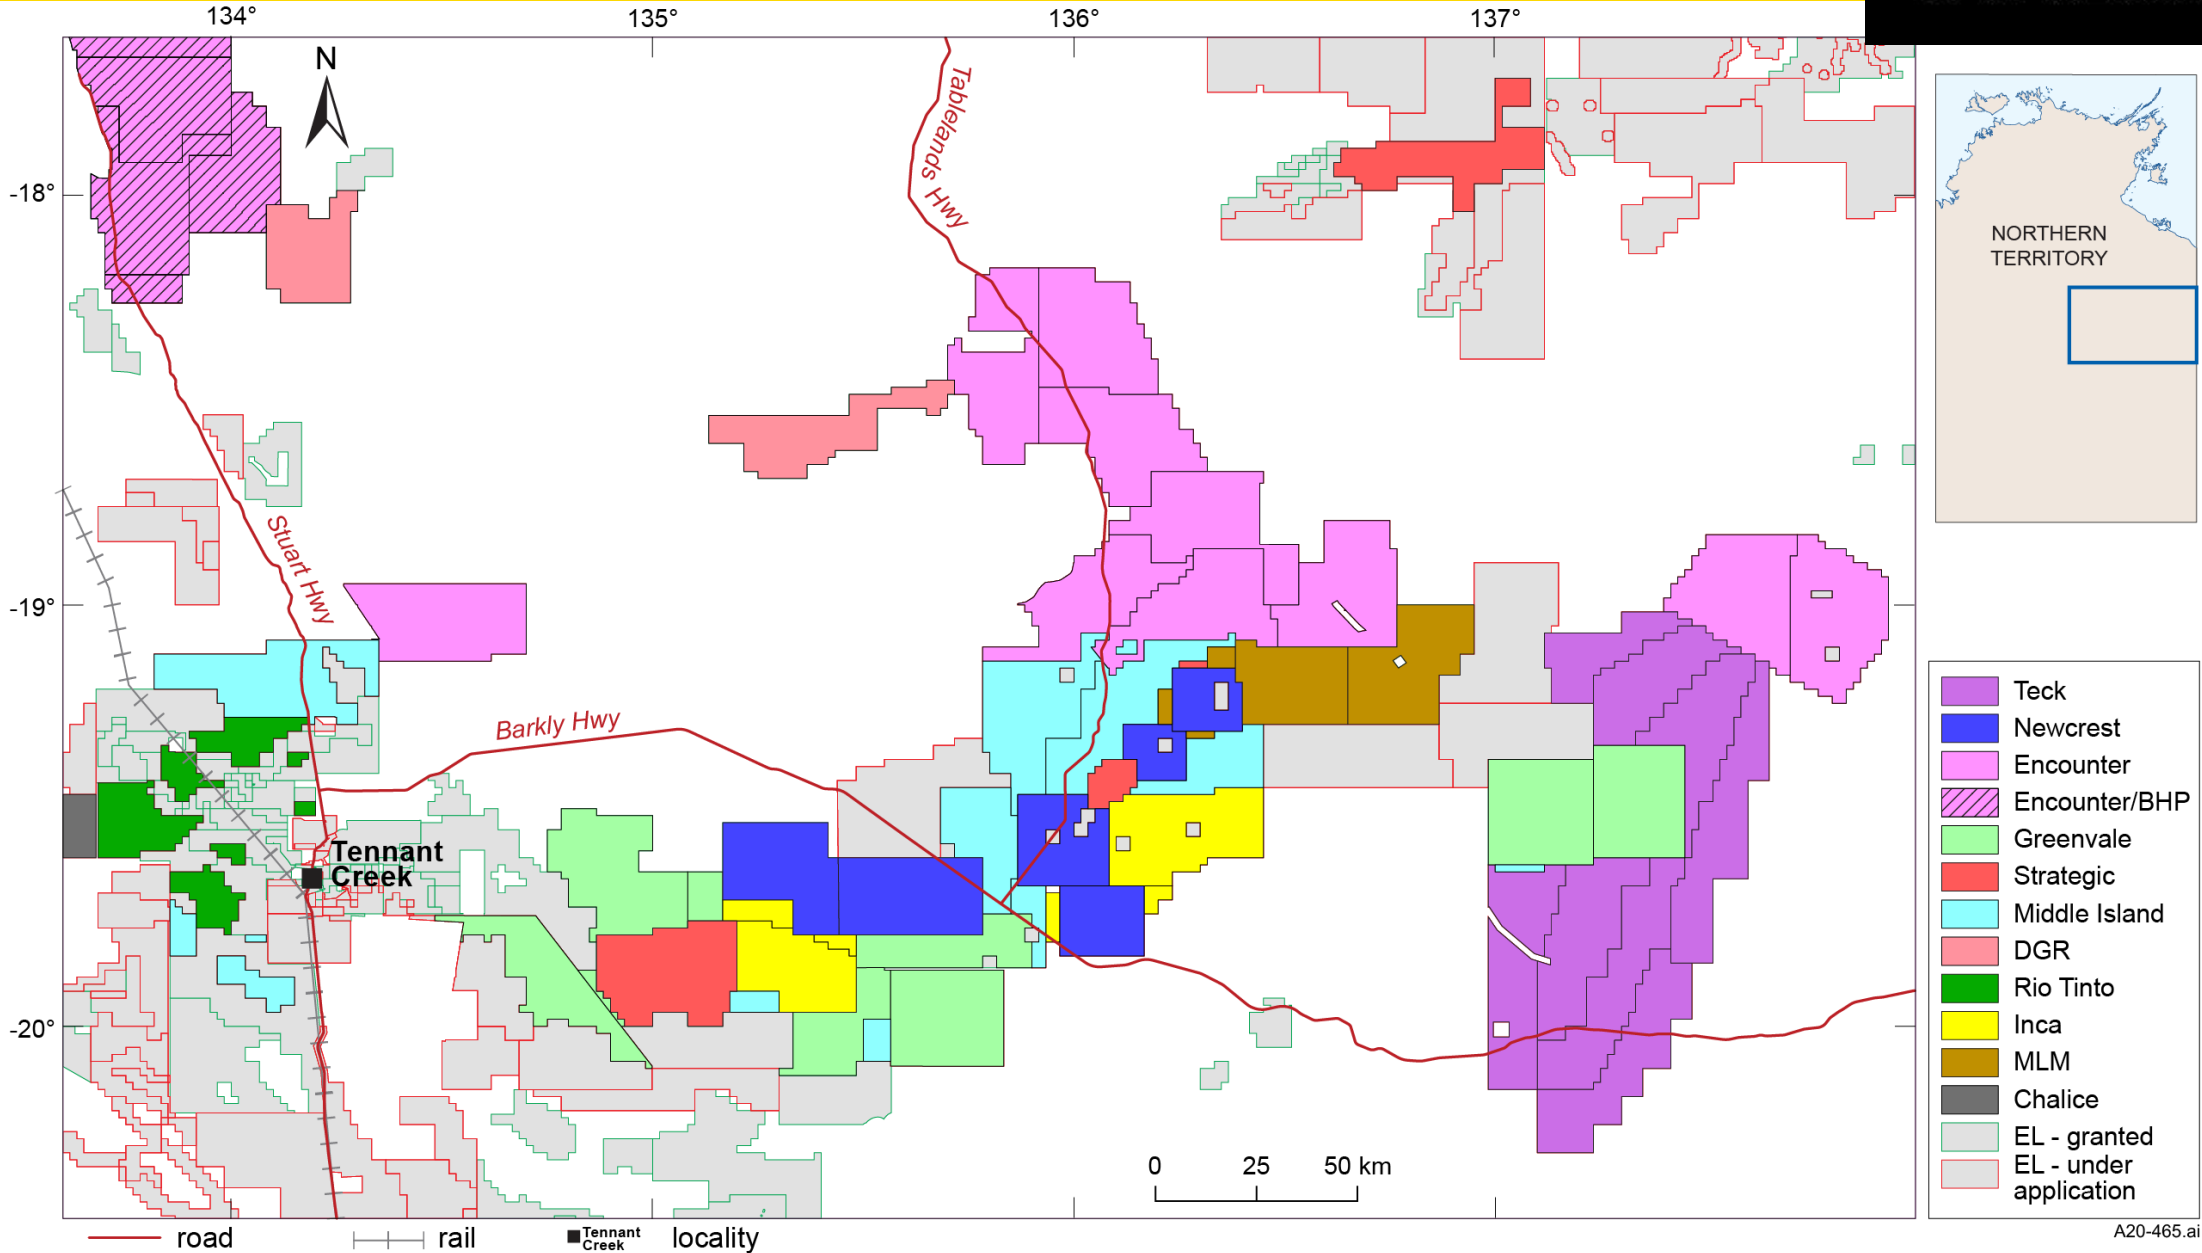 134°
135°
136°
137°
-18°
-19°
-20°
N
Tablelands Hwy
Stuart Hwy
Barkly Hwy
Tennant
Creek
NORTHERN
TERRITORY
Teck
Newcrest
Encounter
Encounter/BHP
Greenvale
Strategic
Middle Island
DGR
Rio Tinto
Inca
MLM
Chalice
EL - granted
EL - under
application
0 25 50 km
road
rail
Tennant
Creek
locality
A20-465.ai